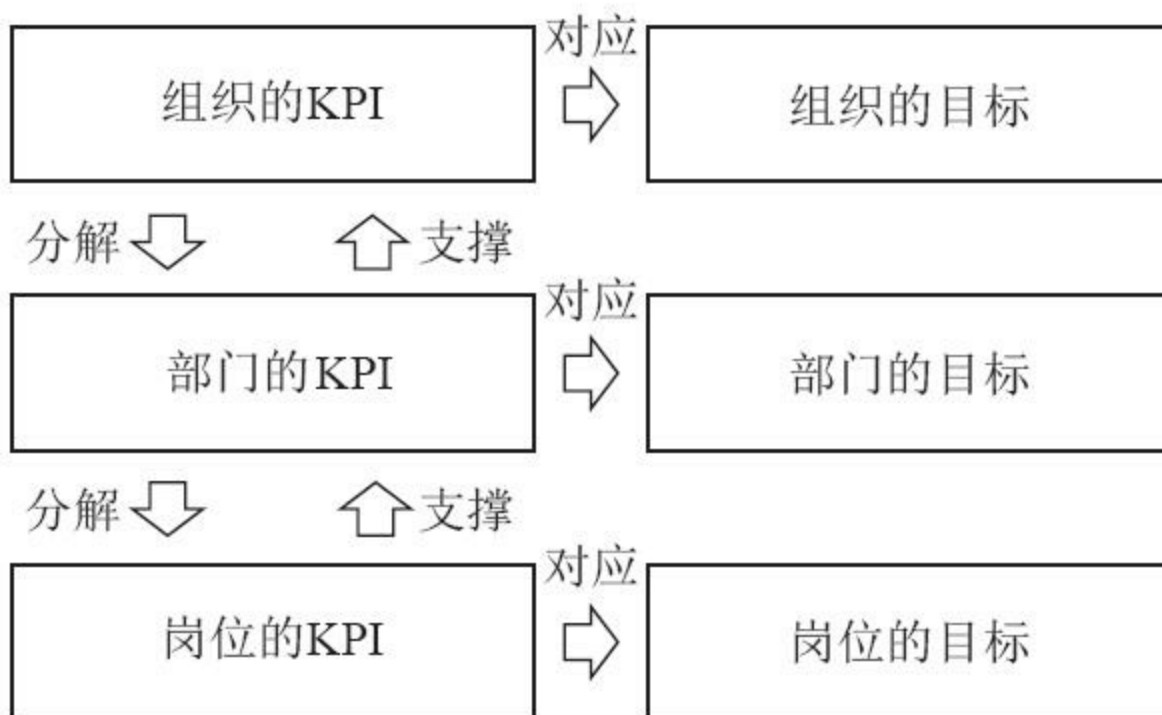 对应
组织的KPI
组织的目标
分解
支撑
对应
部门的KPI
部门的目标
分解
支撑
对应
岗位的KPI
岗位的目标